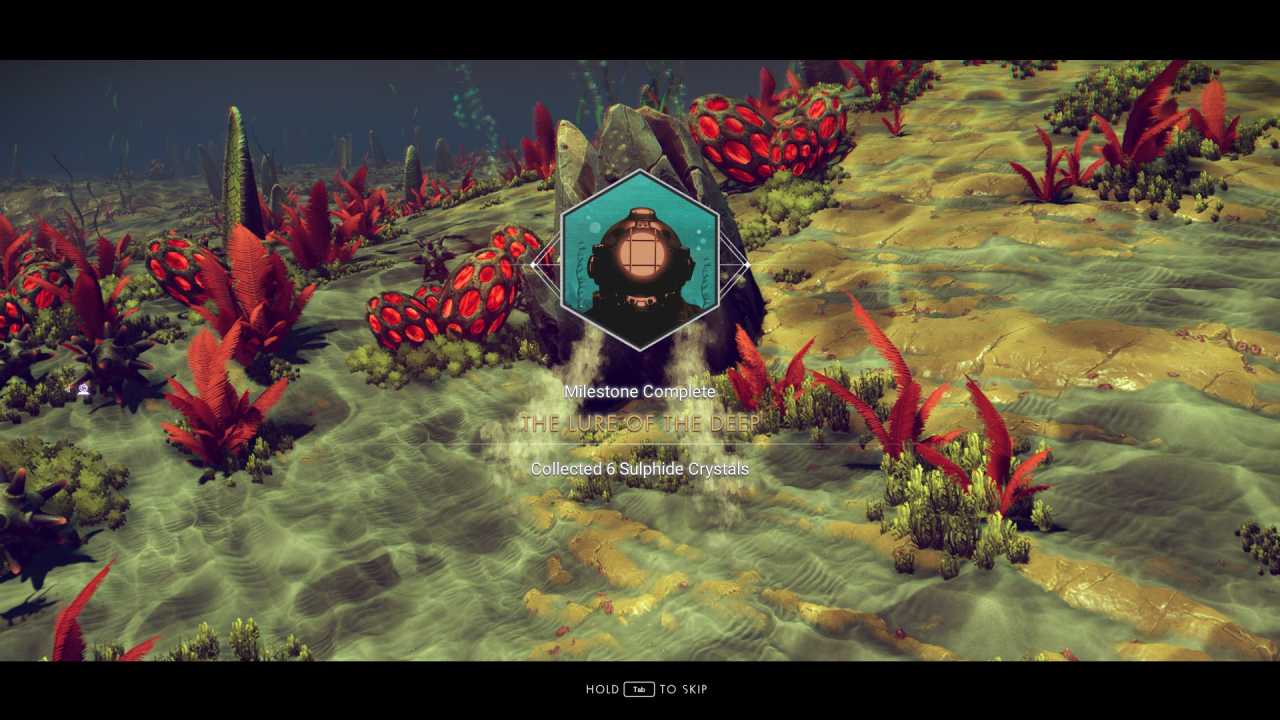 Milestone Complete
THE LURE OF THE DEEP
Collected 6 Sulphide Crystals
HOLD Tab TO SKIP